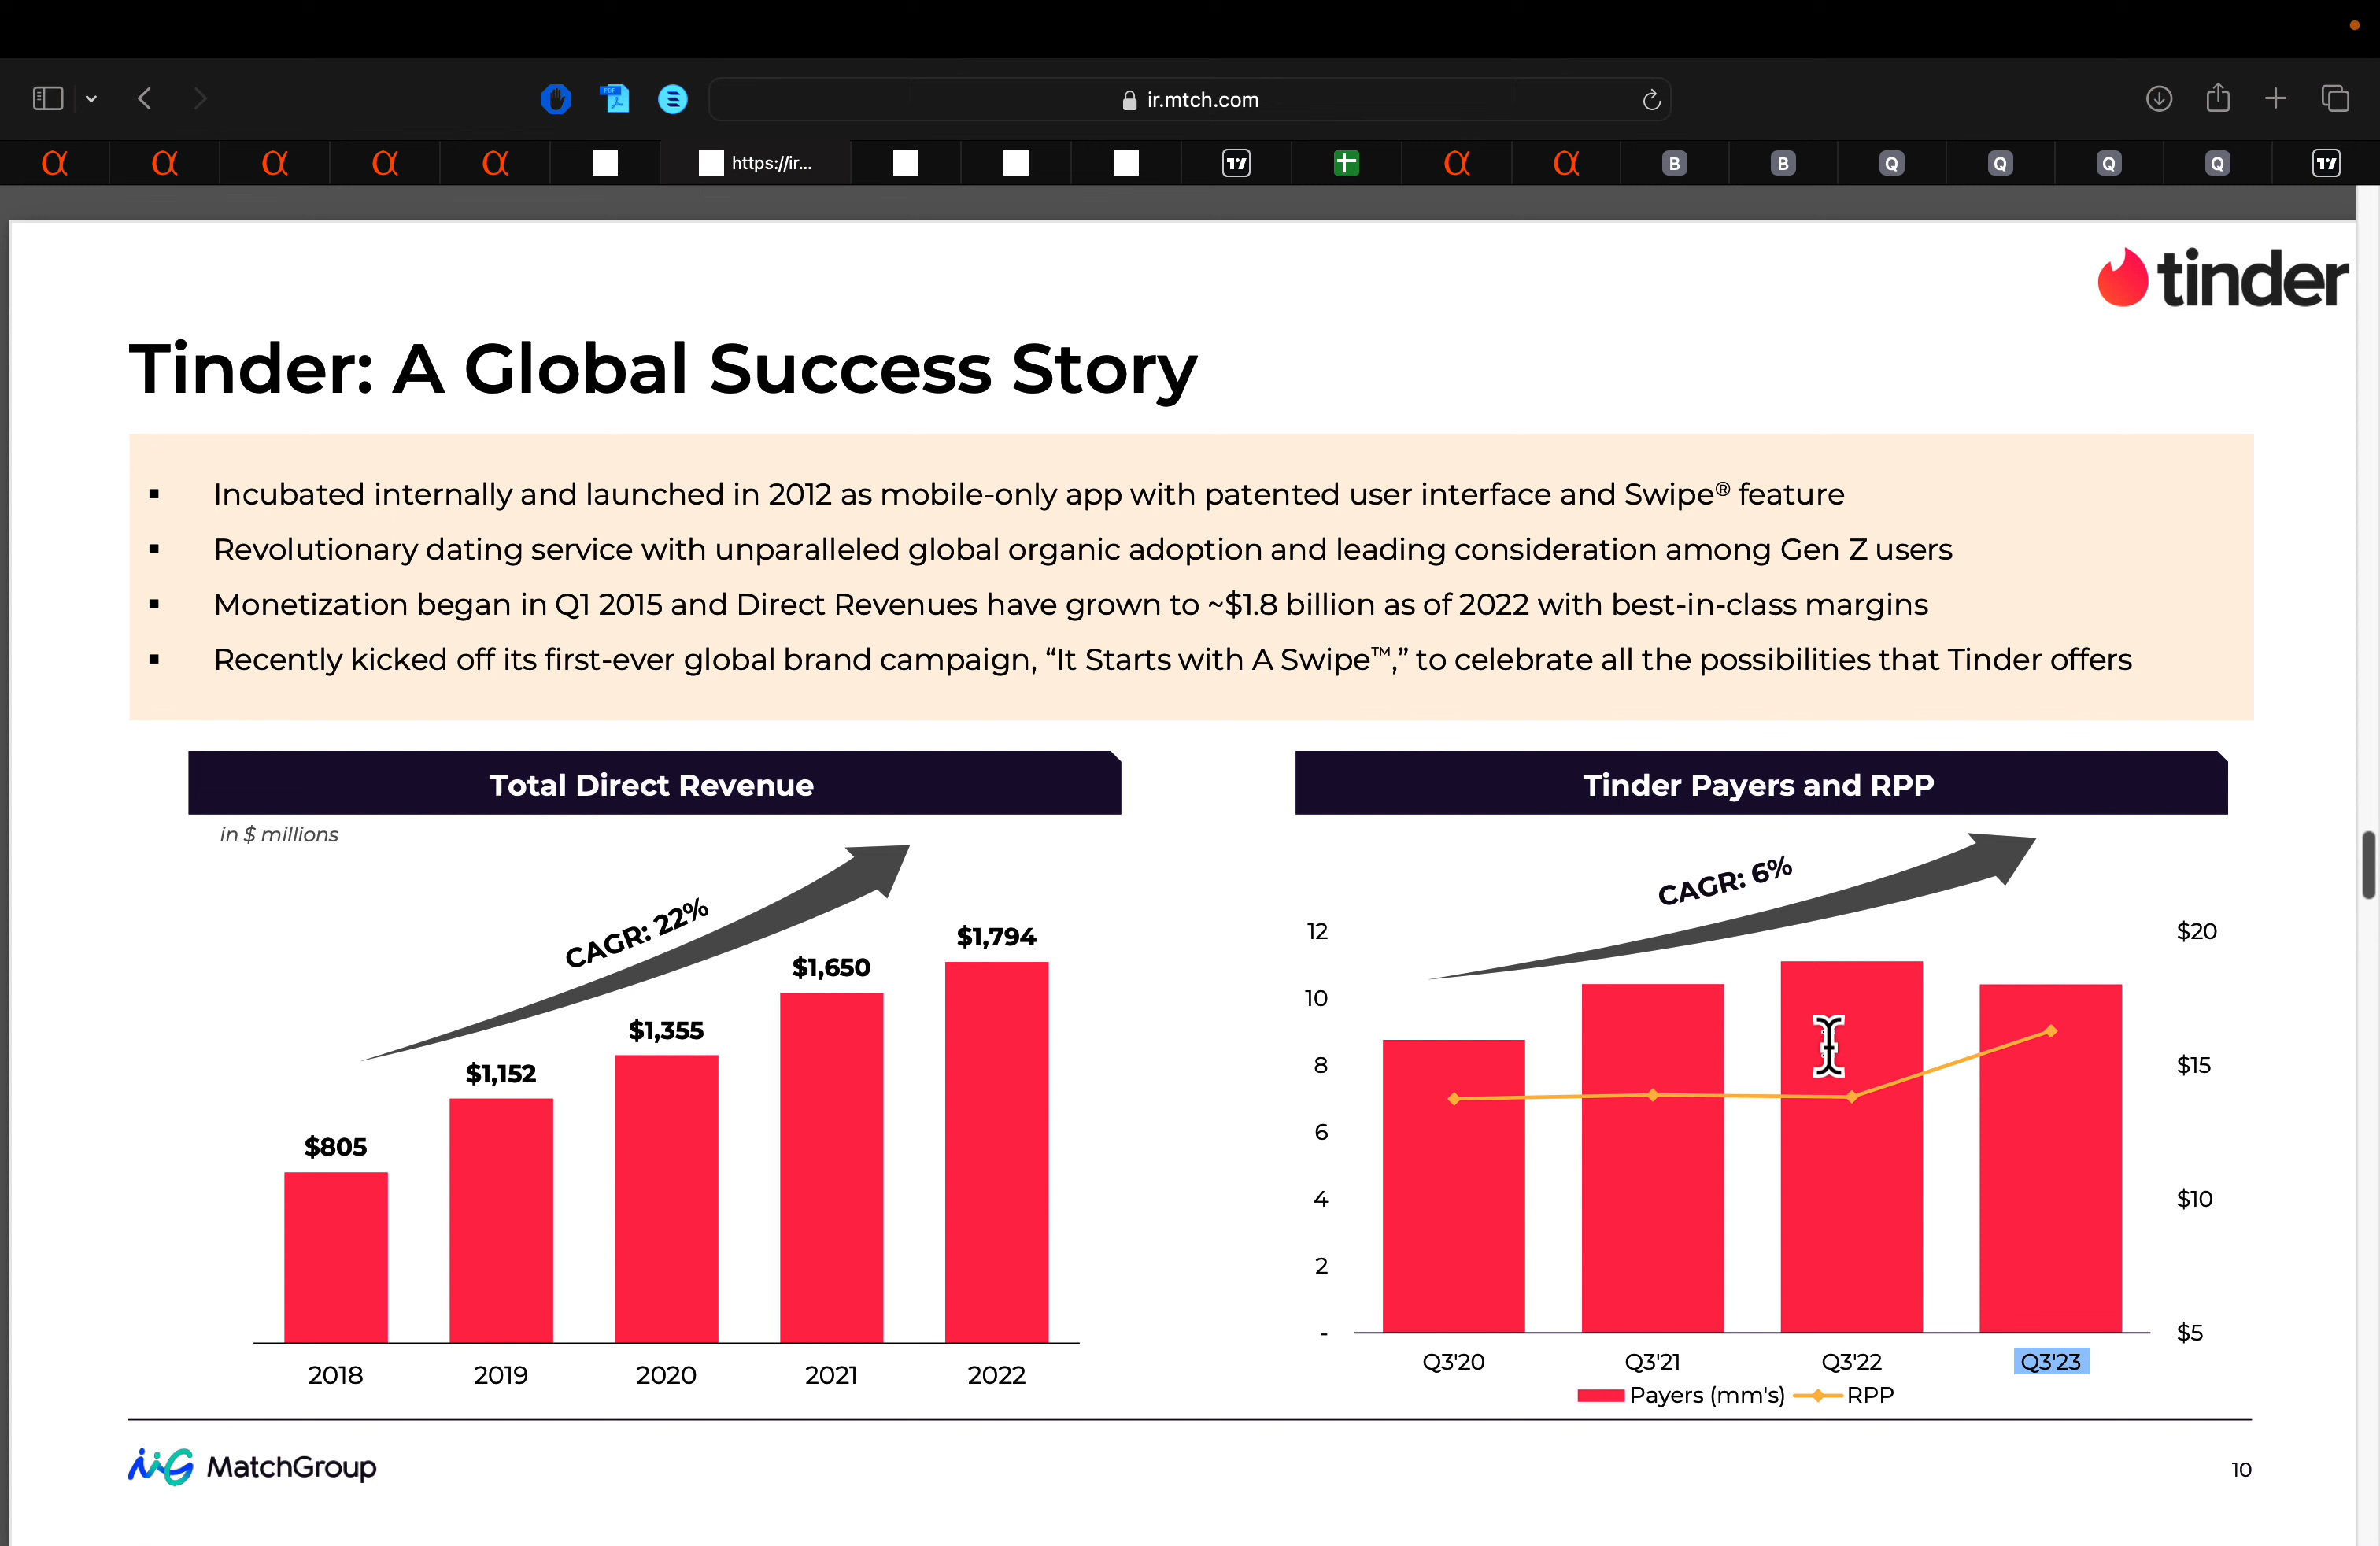 ir.mtch.com
https://ir...
tinder
Tinder: A Global Success Story
▪ Incubated internally and launched in 2012 as mobile-only app with patented user interface and Swipe® feature
▪ Revolutionary dating service with unparalleled global organic adoption and leading consideration among Gen Z users
▪ Monetization began in Q1 2015 and Direct Revenues have grown to ~$1.8 billion as of 2022 with best-in-class margins
▪ Recently kicked off its first-ever global brand campaign, “It Starts with A Swipe™,” to celebrate all the possibilities that Tinder offers
Total Direct Revenue
in $ millions
CAGR: 22%
$805
$1,152
$1,355
$1,650
$1,794
2018
2019
2020
2021
2022
Tinder Payers and RPP
CAGR: 6%
12
10
8
6
4
2
-
$20
$15
$10
$5
Q3'20
Q3'21
Q3'22
Q3'23
Payers (mm's)
RPP
MatchGroup
10